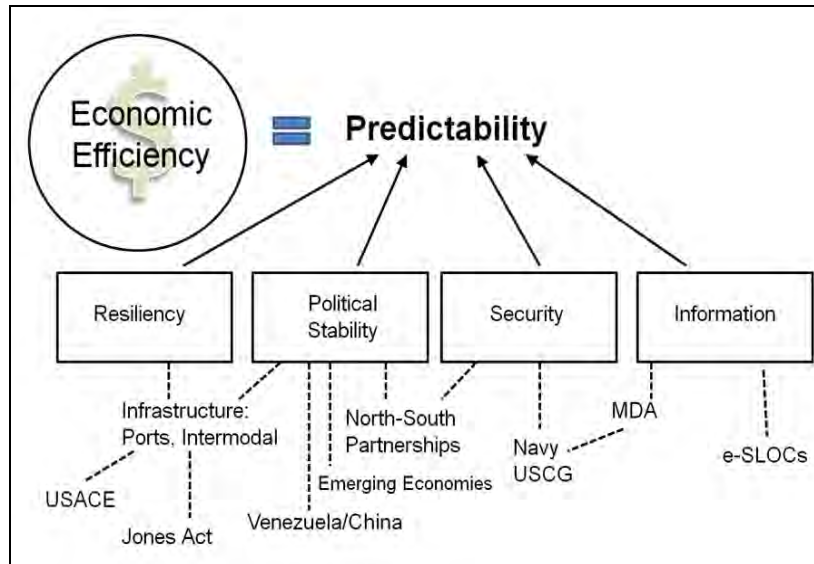 Economic
Efficiency
$
=
Predictability
Resiliency
Political
Stability
Security
Information
Infrastructure:
Ports, Intermodal
North-South
Partnerships
MDA
Navy
USCG
e-SLOCs
USACE
Emerging Economies
Jones Act
Venezuela/China